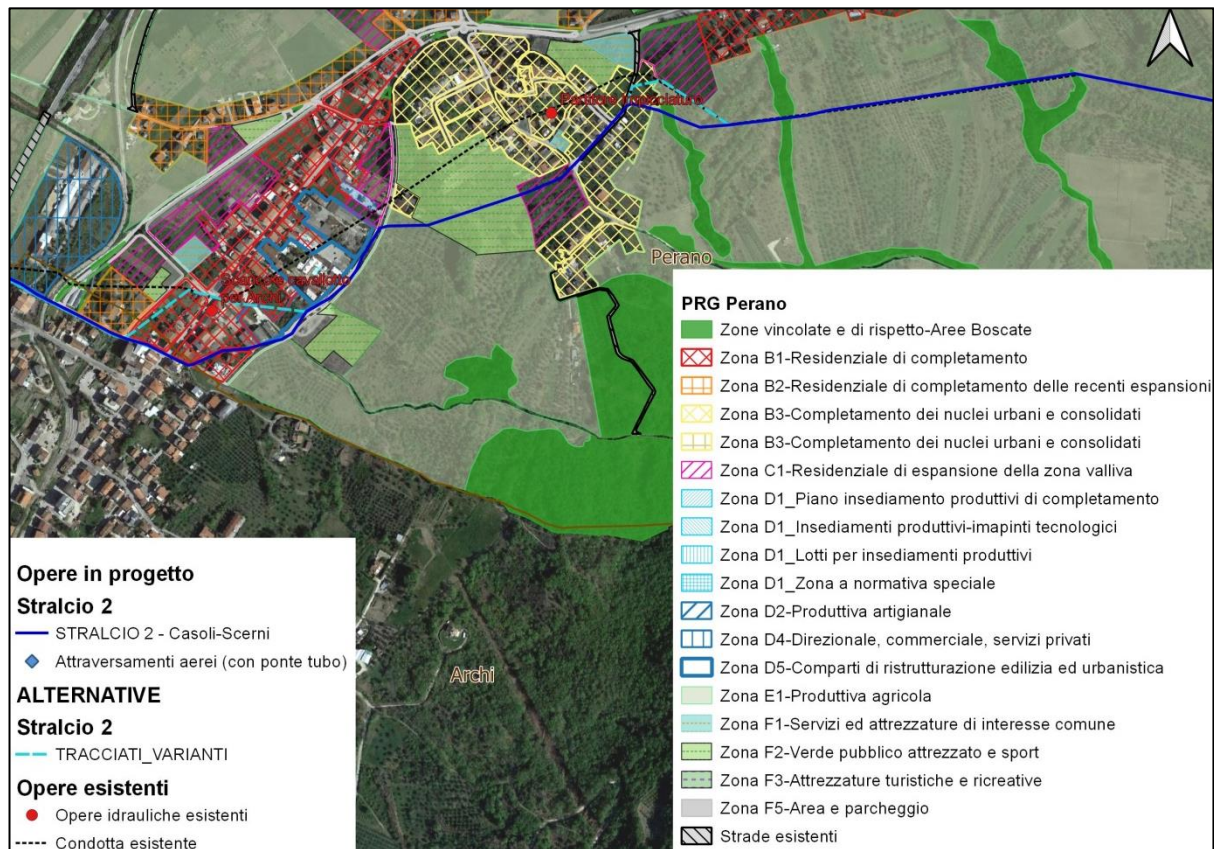 Partitore Impicciaturo
Perano
per Archi
Archi
Opere in progetto
Stralcio 2
STRALCIO 2 - Casoli-Scerni
Attraversamenti aerei (con ponte tubo)
ALTERNATIVE
Stralcio 2
TRACCIATI_VARIANTI
Opere esistenti
Opere idrauliche esistenti
Condotta esistente
PRG Perano
Zone vincolate e di rispetto-Aree Boscate
Zona B1-Residenziale di completamento
Zona B2-Residenziale di completamento delle recenti espansioni
Zona B3-Completamento dei nuclei urbani e consolidati
Zona B3-Completamento dei nuclei urbani e consolidati
Zona C1-Residenziale di espansione della zona valliva
Zona D1_Piano insediamento produttivi di completamento
Zona D1_Insediamenti produttivi-imapinti tecnologici
Zona D1_Lotti per insediamenti produttivi
Zona D1_Zona a normativa speciale
Zona D2-Produttiva artigianale
Zona D4-Direzionale, commerciale, servizi privati
Zona D5-Comparti di ristrutturazione edilizia ed urbanistica
Zona E1-Produttiva agricola
Zona F1-Servizi ed attrezzature di interesse comune
Zona F2-Verde pubblico attrezzato e sport
Zona F3-Attrezzature turistiche e ricreative
Zona F5-Area e parcheggio
Strade esistenti